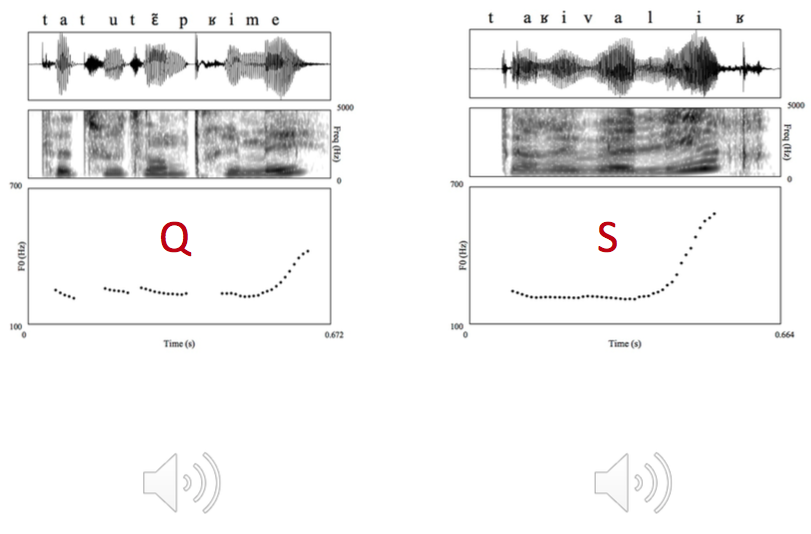 t a t u t ɛ̃ p ʁ i m e
5000
Freq (Hz)
0
700
Q
F0 (Hz)
100
0
0.672
Time (s)
t a ʁ i v a l i ʁ
5000
Freq (Hz)
0
700
S
F0 (Hz)
100
0
0.664
Time (s)